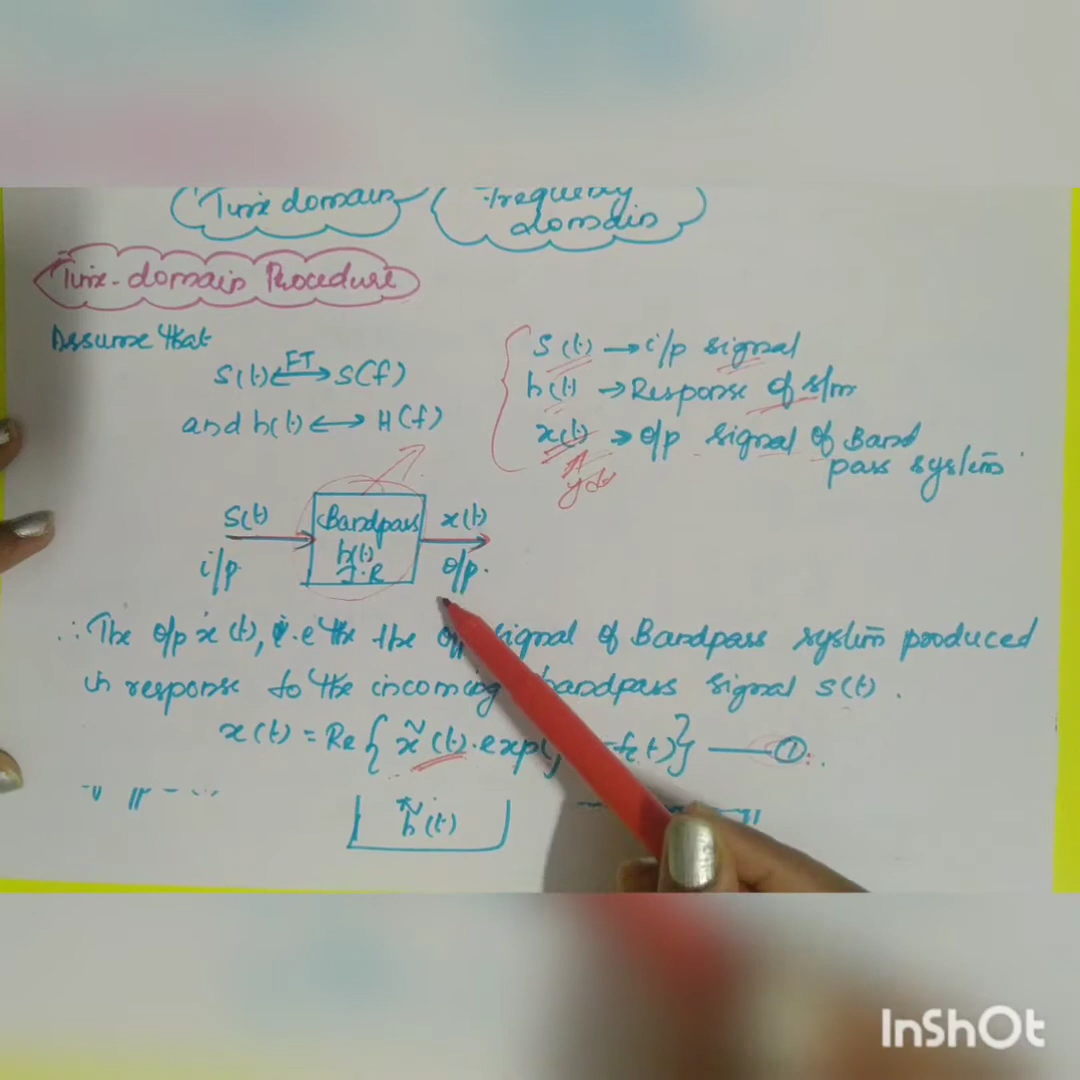 Time domain
Frequency
domain
Time-domain Procedure
Assume that
S(t) ←FT→ S(f)
and h(t) ←→ H(f)
S(t) → i/p signal
h(t) → Response of s/m
x(t) → o/p signal of Band
pass system
y(t)
S(t)
i/p
Bandpass
h(t)
I.R
x(t)
o/p.
∴ The o/p x(t), i.e the the o/p signal of Bandpass system produced
in response to the incoming bandpass signal s(t).
x(t) = Re { x̃(t).exp(j fct)} —— ①
h̃(t)
InShOt